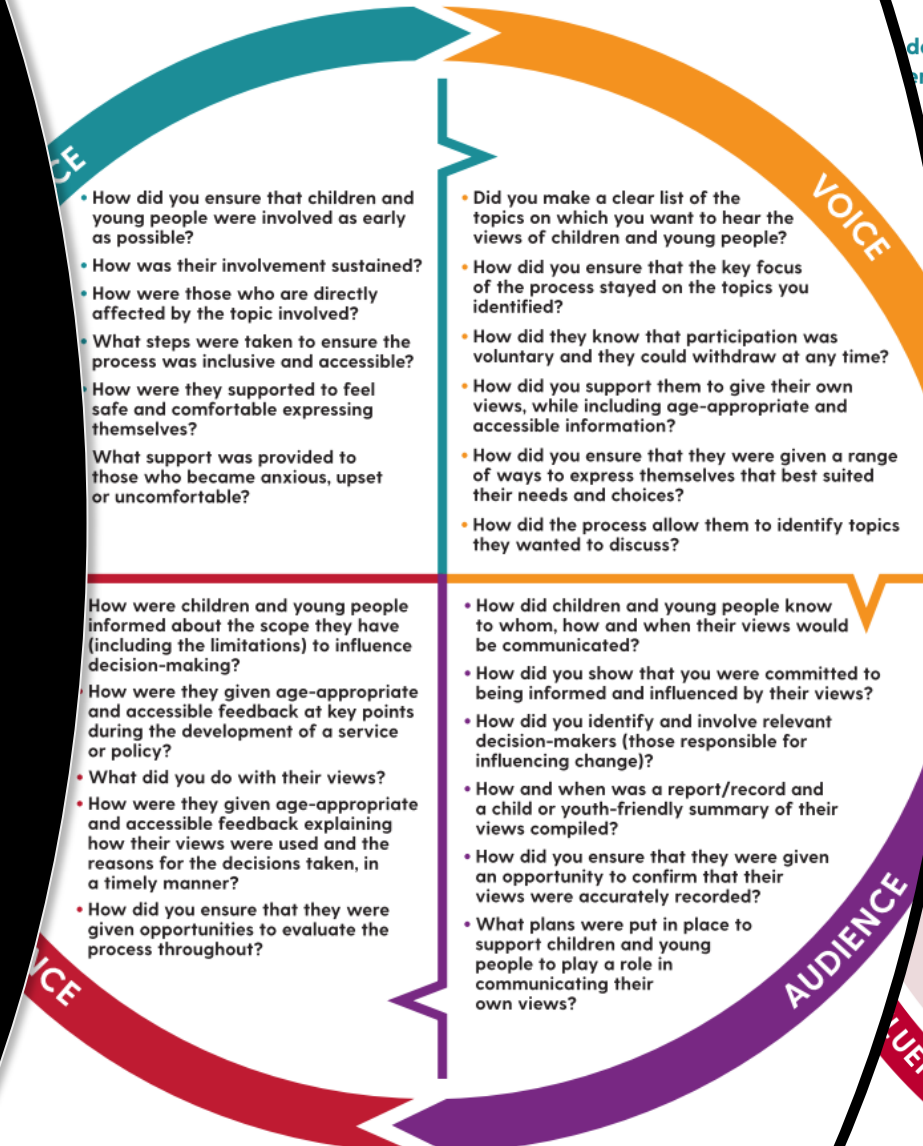 CE
• How did you ensure that children and
young people were involved as early
as possible?
• How was their involvement sustained?
• How were those who are directly
affected by the topic involved?
• What steps were taken to ensure the
process was inclusive and accessible?
• How were they supported to feel
safe and comfortable expressing
themselves?
What support was provided to
those who became anxious, upset
or uncomfortable?
VOICE
• Did you make a clear list of the
topics on which you want to hear the
views of children and young people?
• How did you ensure that the key focus
of the process stayed on the topics you
identified?
• How did they know that participation was
voluntary and they could withdraw at any time?
• How did you support them to give their own
views, while including age-appropriate and
accessible information?
• How did you ensure that they were given a range
of ways to express themselves that best suited
their needs and choices?
• How did the process allow them to identify topics
they wanted to discuss?
How were children and young people
informed about the scope they have
(including the limitations) to influence
decision-making?
• How were they given age-appropriate
and accessible feedback at key points
during the development of a service
or policy?
• What did you do with their views?
• How were they given age-appropriate
and accessible feedback explaining
how their views were used and the
reasons for the decisions taken, in
a timely manner?
• How did you ensure that they were
given opportunities to evaluate the
process throughout?
NCE
• How did children and young people know
to whom, how and when their views would
be communicated?
• How did you show that you were committed to
being informed and influenced by their views?
• How did you identify and involve relevant
decision-makers (those responsible for
influencing change)?
• How and when was a report/record and
a child or youth-friendly summary of their
views compiled?
• How did you ensure that they were given
an opportunity to confirm that their
views were accurately recorded?
• What plans were put in place to
support children and young
people to play a role in
communicating their
own views?
AUDIENCE